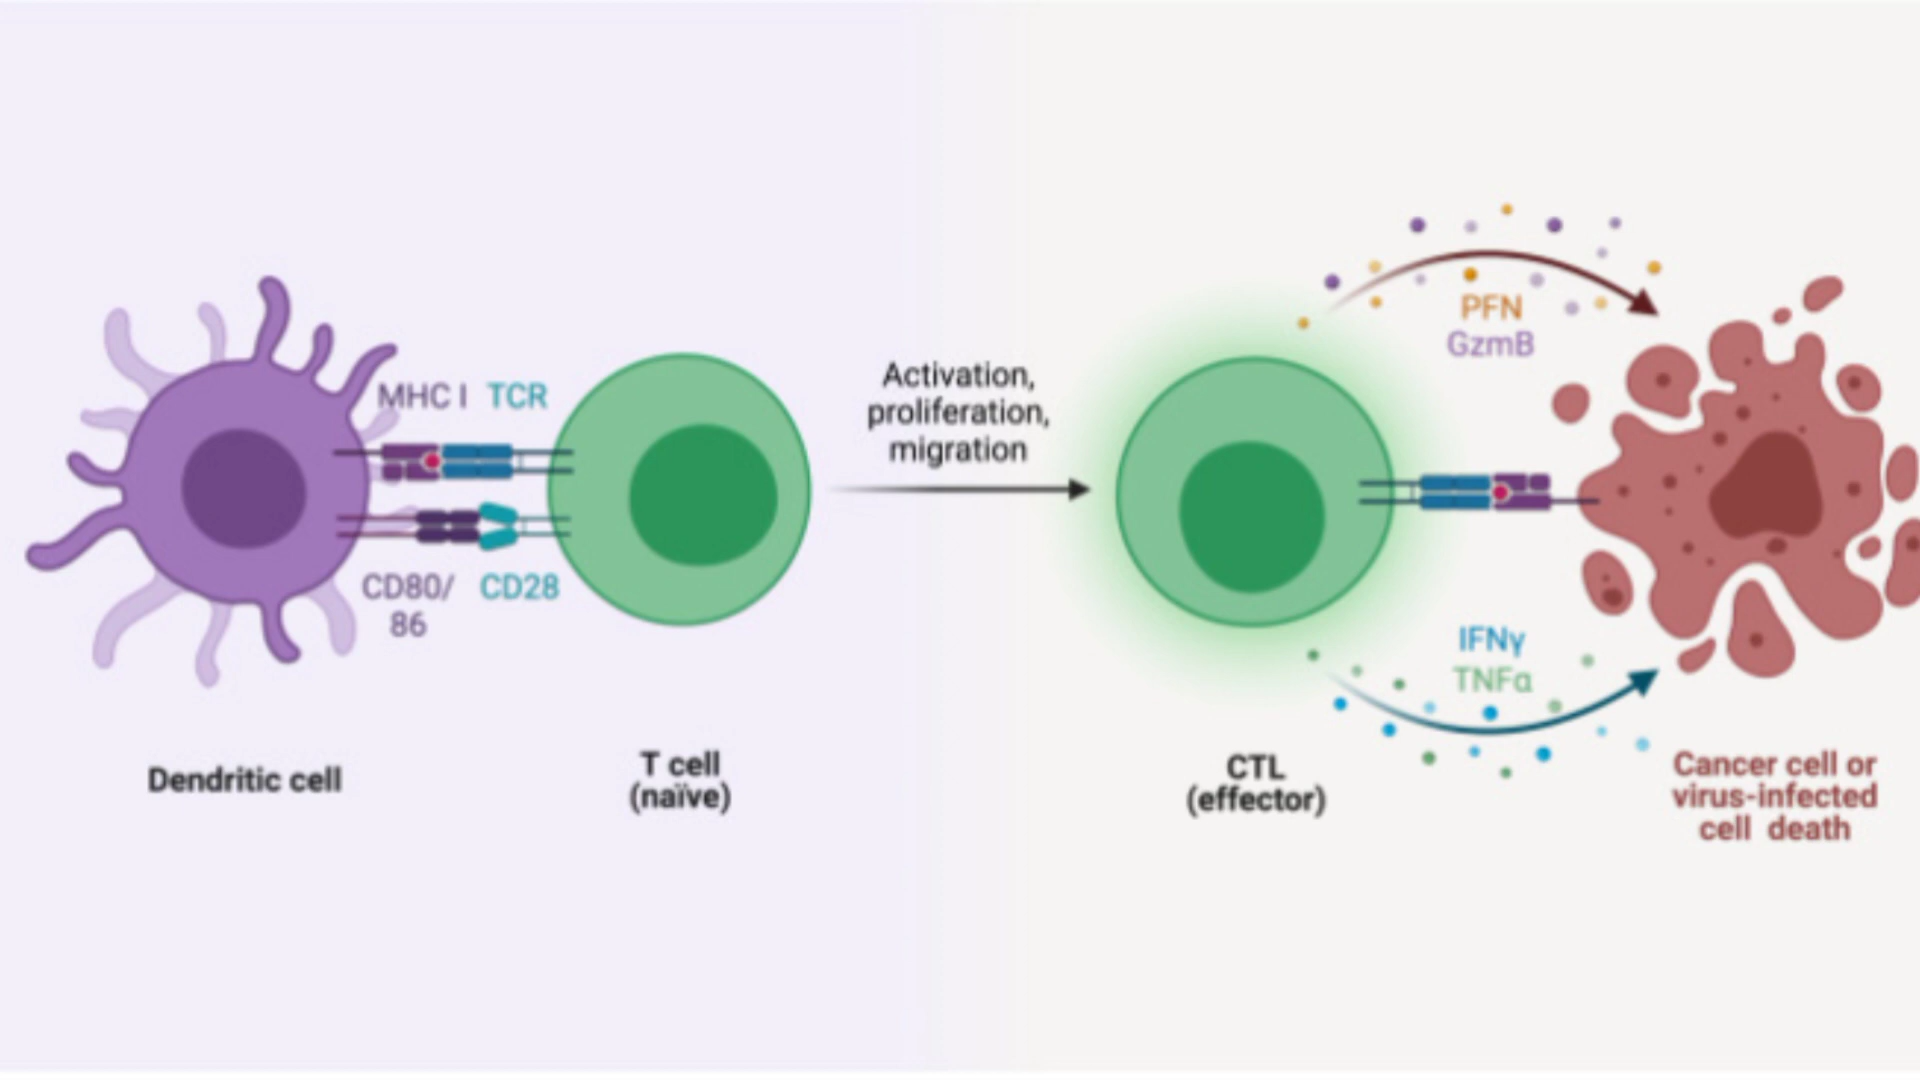 MHC I TCR
CD80/ CD28
86
Dendritic cell
T cell
(naïve)
Activation,
proliferation,
migration
PFN
GzmB
IFNγ
TNFα
CTL
(effector)
Cancer cell or
virus-infected
cell death